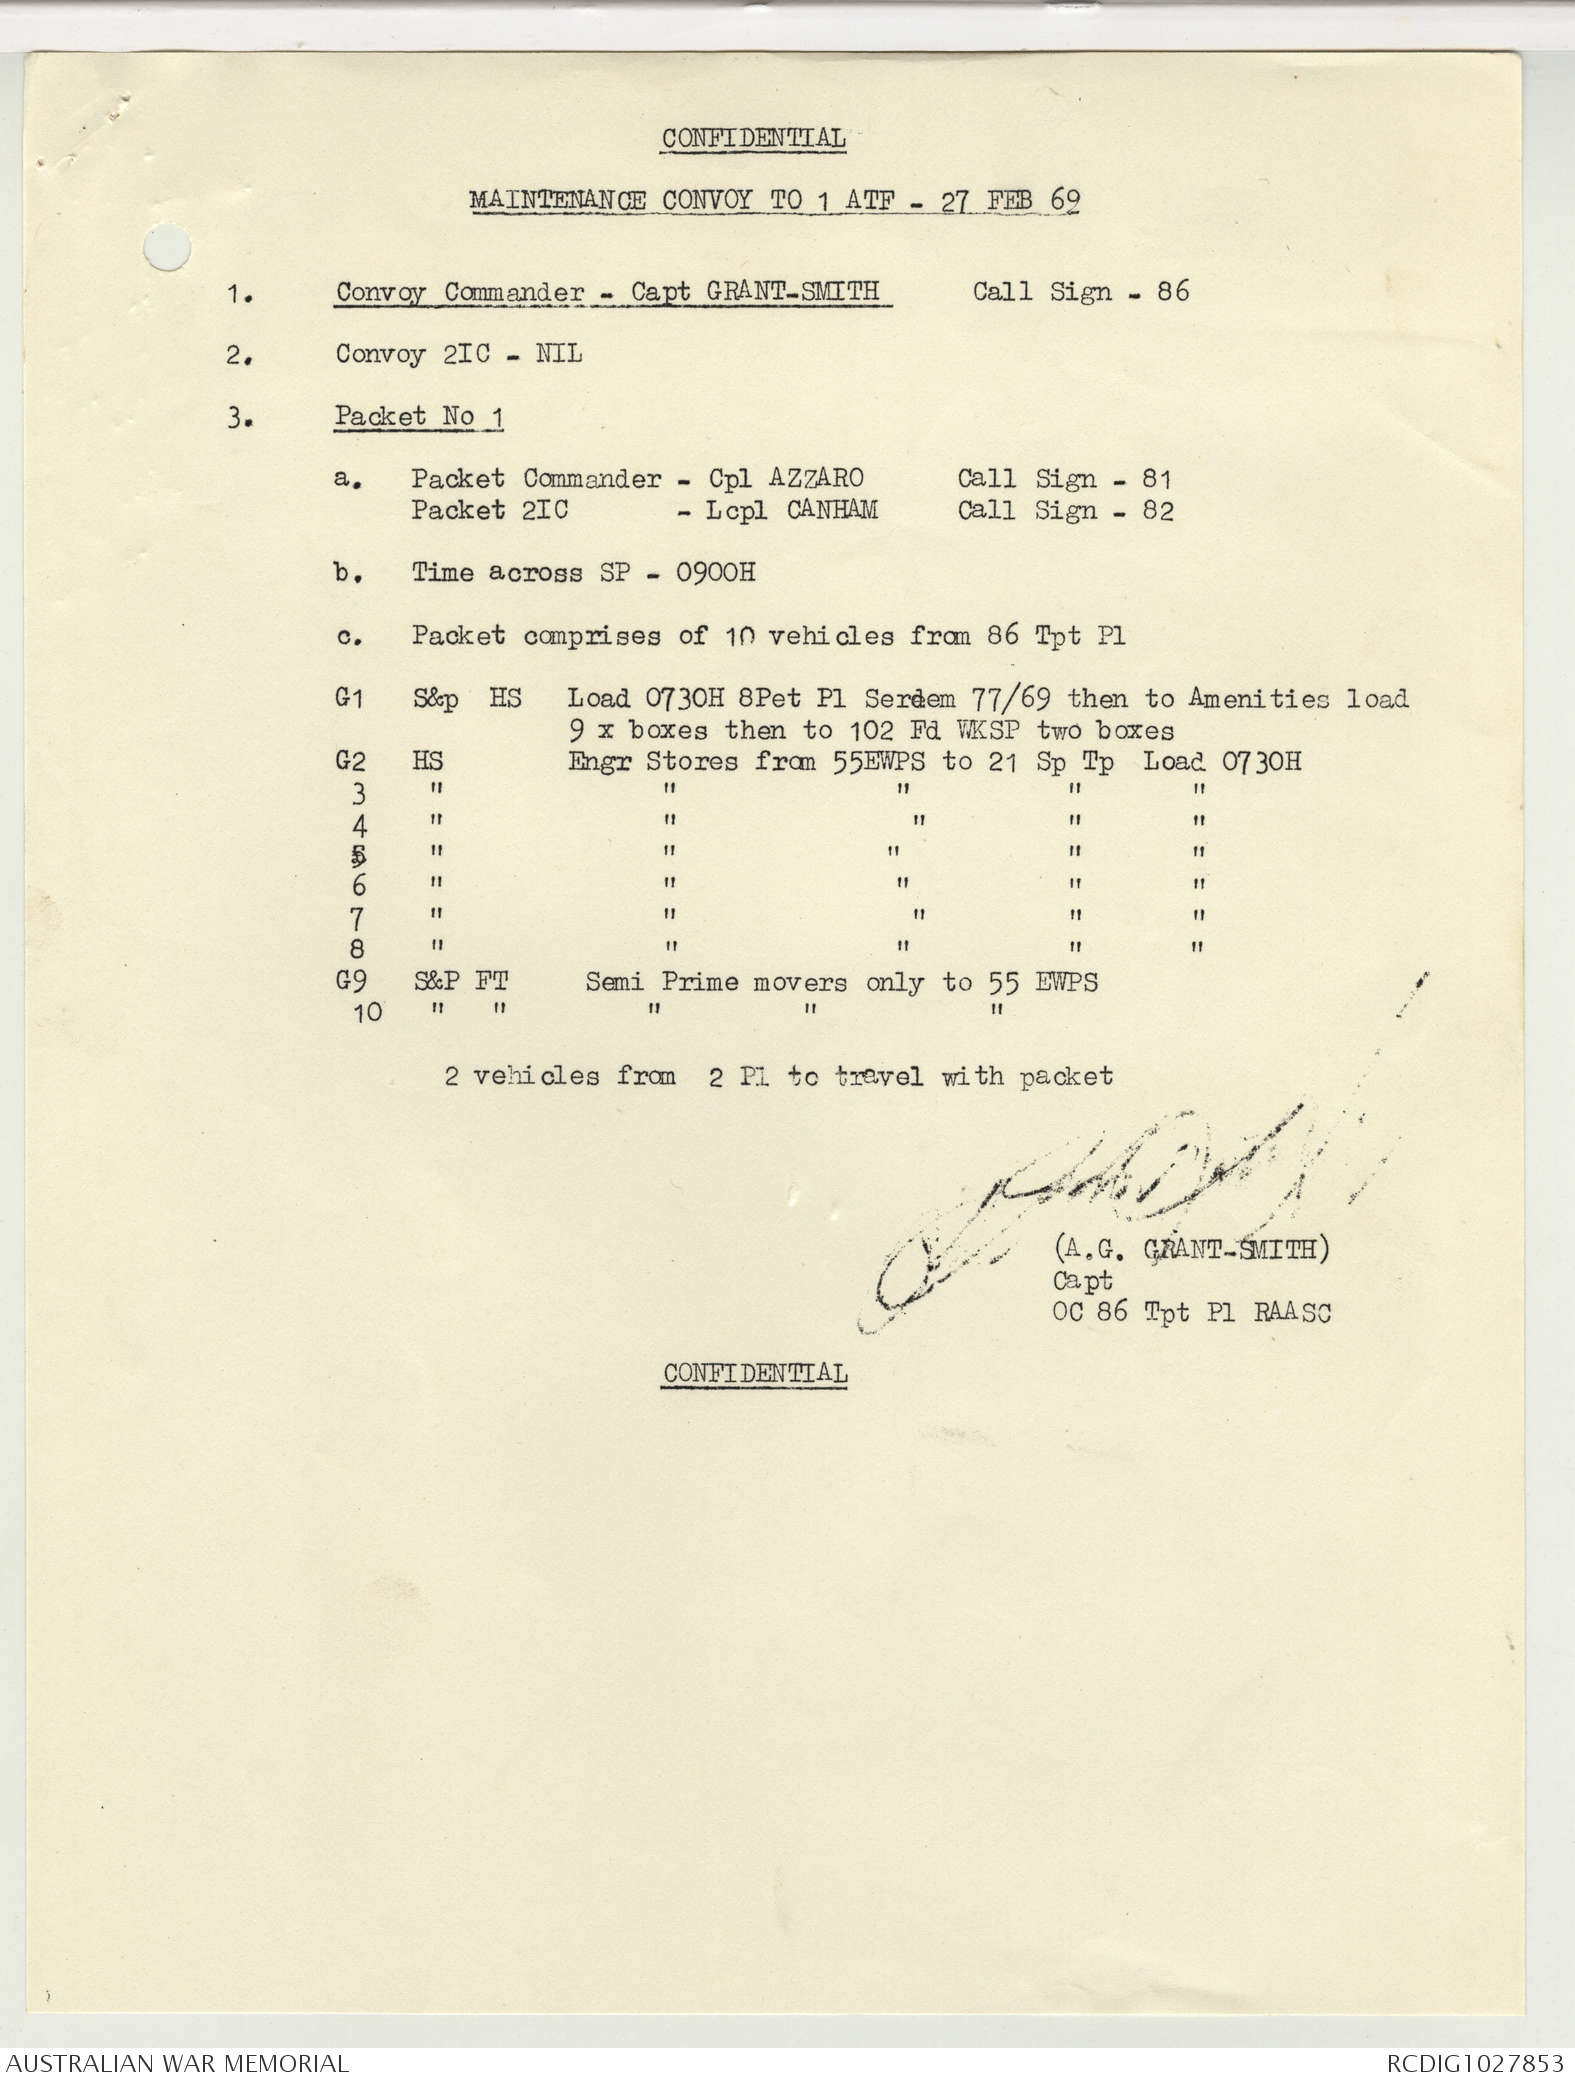 CONFIDENTIAL
MAINTENANCE CONVOY TO 1 ATF - 27 FEB 69
1. Convoy Commander - Capt GRANT-SMITH Call Sign - 86
2. Convoy 2IC - NIL
3. Packet No 1
a. Packet Commander - Cpl AZZARO Call Sign - 81
Packet 2IC - Lcpl CANHAM Call Sign - 82
b. Time across SP - 0900H
c. Packet comprises of 10 vehicles from 86 Tpt Pl
G1 S&p HS Load 0730H 8Pet Pl Serdem 77/69 then to Amenities load
9 x boxes then to 102 Fd WKSP two boxes
G2 HS Engr Stores from 55EWPS to 21 Sp Tp Load 0730H
3 " " " " "
4 " " " " "
5 " " " " "
6 " " " " "
7 " " " " "
8 " " " " "
G9 S&P FT Semi Prime movers only to 55 EWPS
10 " " " " "
2 vehicles from 2 Pl to travel with packet
(A.G. GRANT-SMITH)
Capt
OC 86 Tpt Pl RAASC
CONFIDENTIAL
AUSTRALIAN WAR MEMORIAL RCDIG1027853